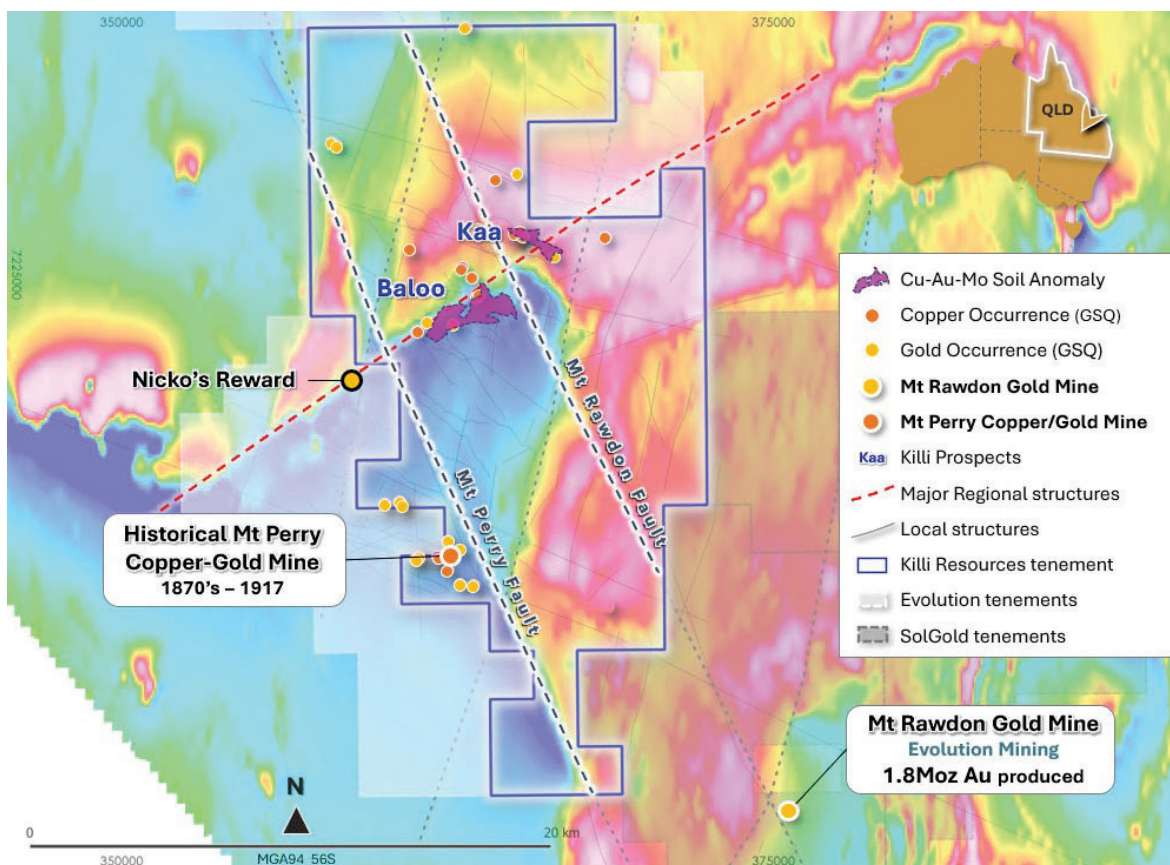 350000
375000
QLD
7225000
Kaa
Baloo
Nicko's Reward
Mt Rawdon Fault
Mt Perry Fault
Historical Mt Perry
Copper-Gold Mine
1870's – 1917
Cu-Au-Mo Soil Anomaly
Copper Occurrence (GSQ)
Gold Occurrence (GSQ)
Mt Rawdon Gold Mine
Mt Perry Copper/Gold Mine
Kaa Killi Prospects
Major Regional structures
Local structures
Killi Resources tenement
Evolution tenements
SolGold tenements
Mt Rawdon Gold Mine
Evolution Mining
1.8Moz Au produced
N
0
20 km
MGA94 56S
350000
375000